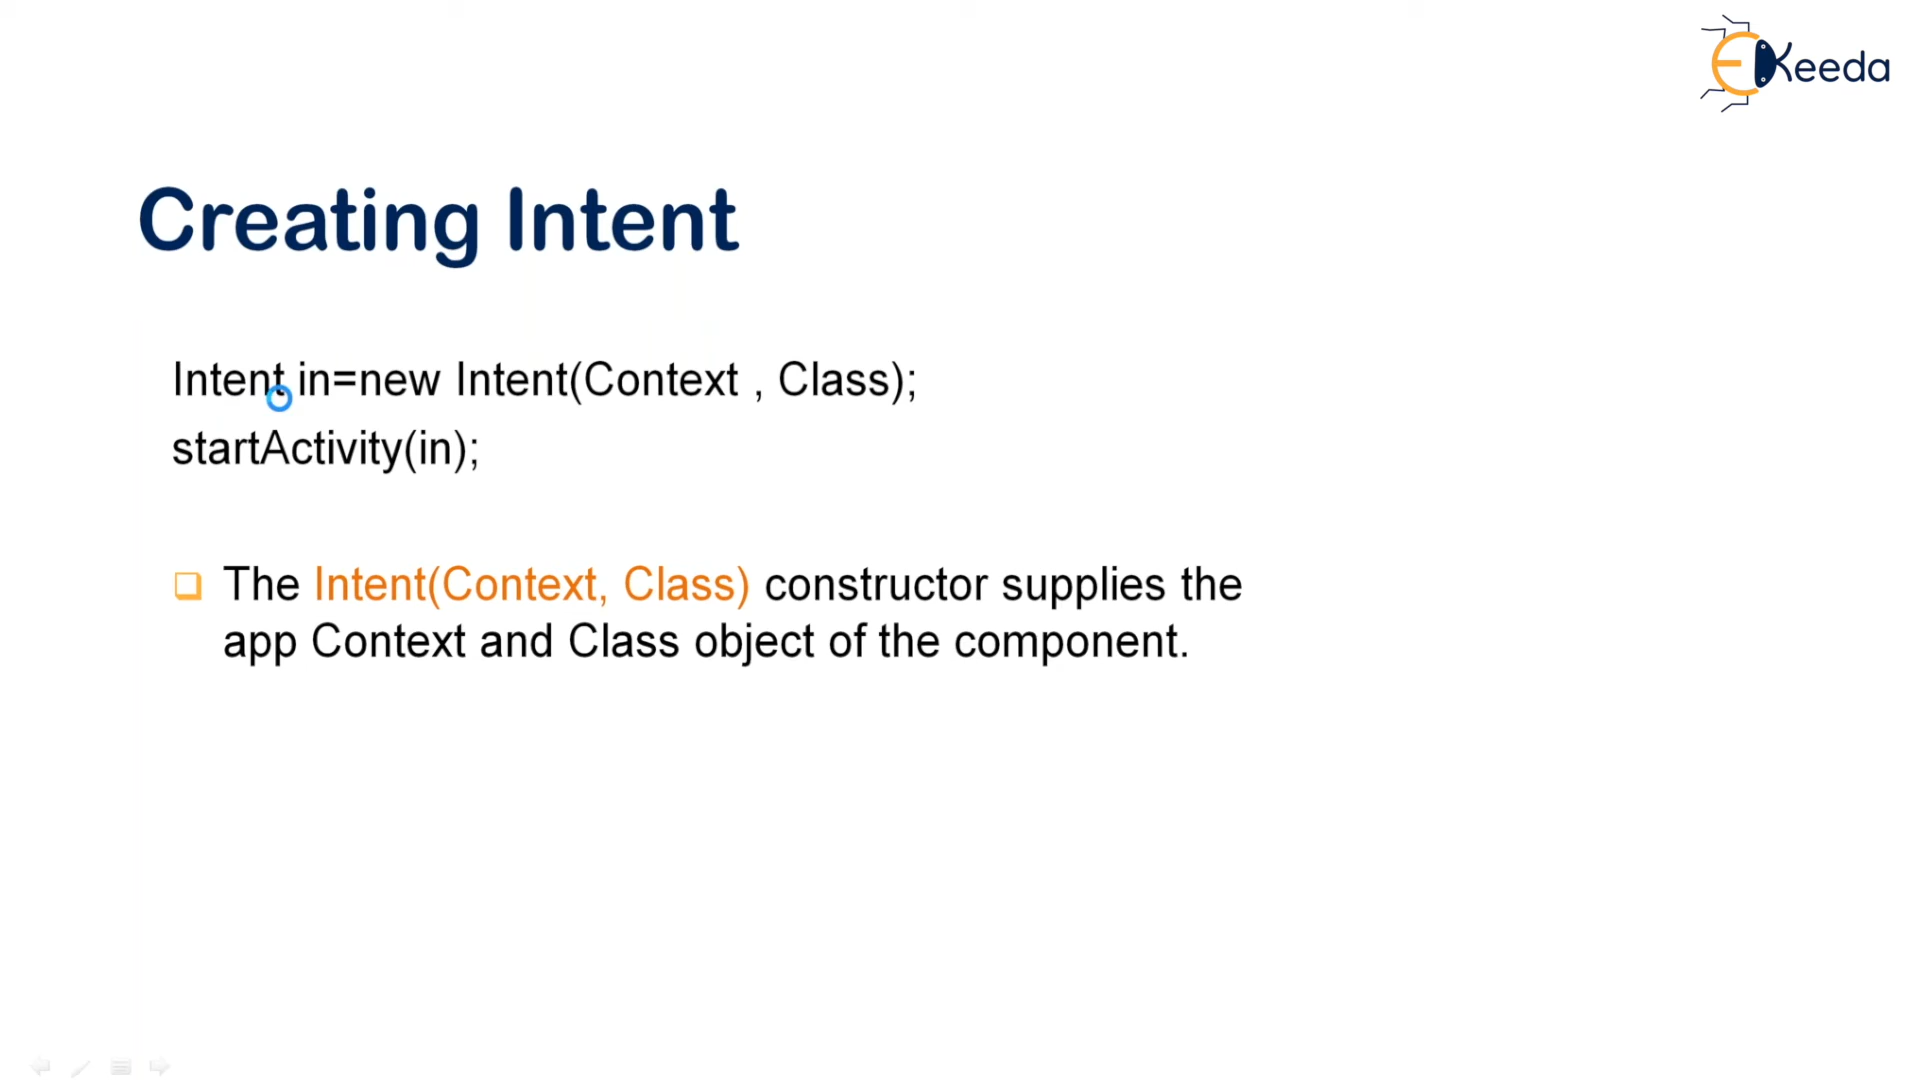 EKeeda
Creating Intent
Intent in=new Intent(Context , Class);
startActivity(in);
The Intent(Context, Class) constructor supplies the
app Context and Class object of the component.